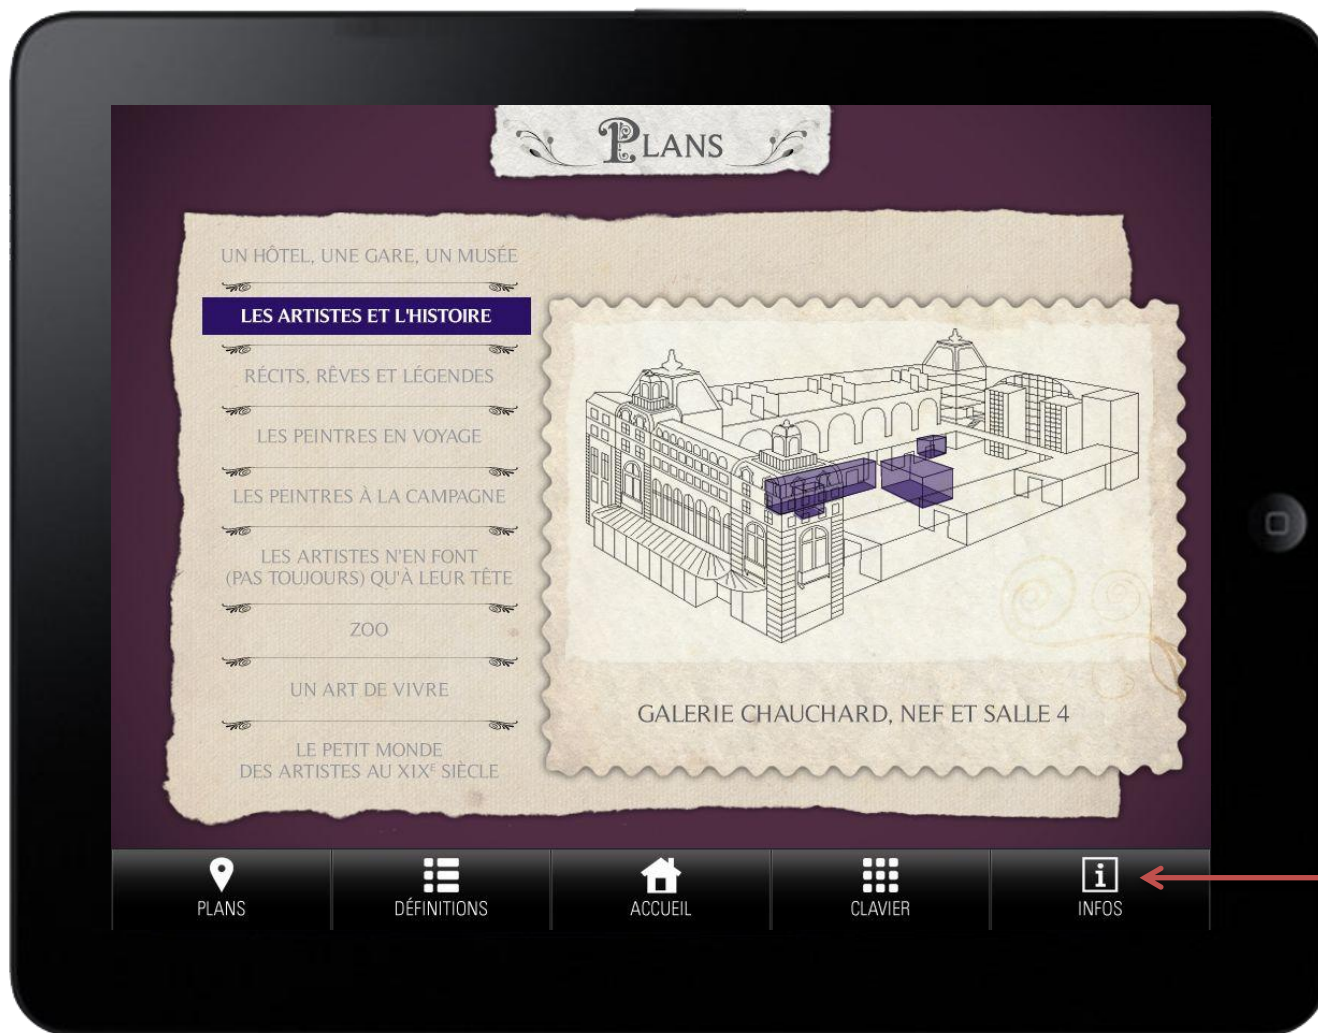 PLANS
UN HÔTEL, UNE GARE, UN MUSÉE
LES ARTISTES ET L'HISTOIRE
RÉCITS, RÊVES ET LÉGENDES
LES PEINTRES EN VOYAGE
LES PEINTRES À LA CAMPAGNE
LES ARTISTES N'EN FONT
(PAS TOUJOURS) QU'À LEUR TÊTE
ZOO
UN ART DE VIVRE
LE PETIT MONDE
DES ARTISTES AU XIXE SIÈCLE
GALERIE CHAUCHARD, NEF ET SALLE 4
PLANS
DÉFINITIONS
ACCUEIL
CLAVIER
INFOS